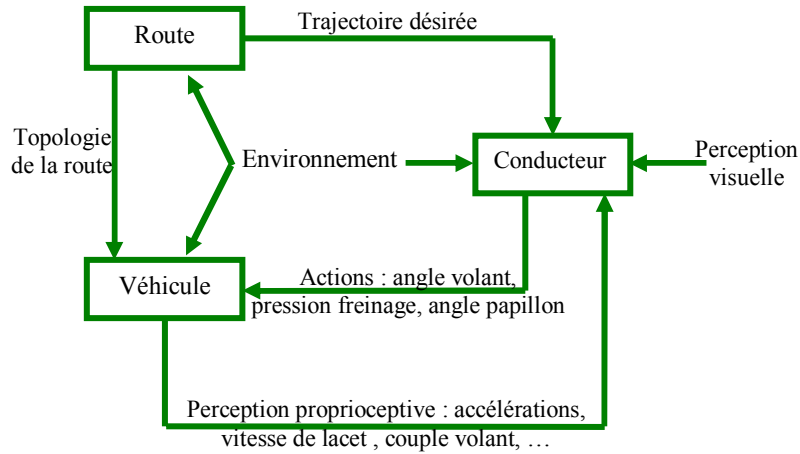 Trajectoire désirée
Route
Topologie
de la route
Environnement
Conducteur
Perception
visuelle
Véhicule
Actions : angle volant,
pression freinage, angle papillon
Perception proprioceptive : accélérations,
vitesse de lacet , couple volant, …